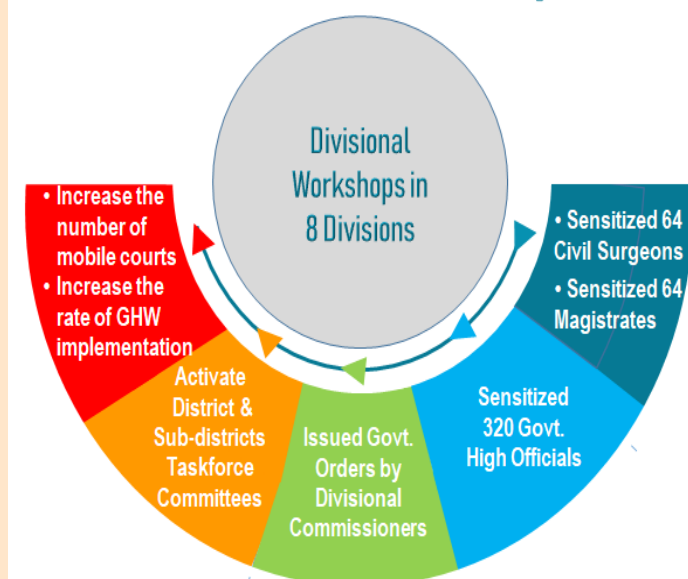 Divisional
Workshops in
8 Divisions
• Increase the
number of
mobile courts
• Increase the
rate of GHW
implementation
Activate
District &
Sub-districts
Taskforce
Committees
Issued Govt.
Orders by
Divisional
Commissioners
Sensitized
320 Govt.
High Officials
• Sensitized 64
Civil Surgeons
• Sensitized 64
Magistrates